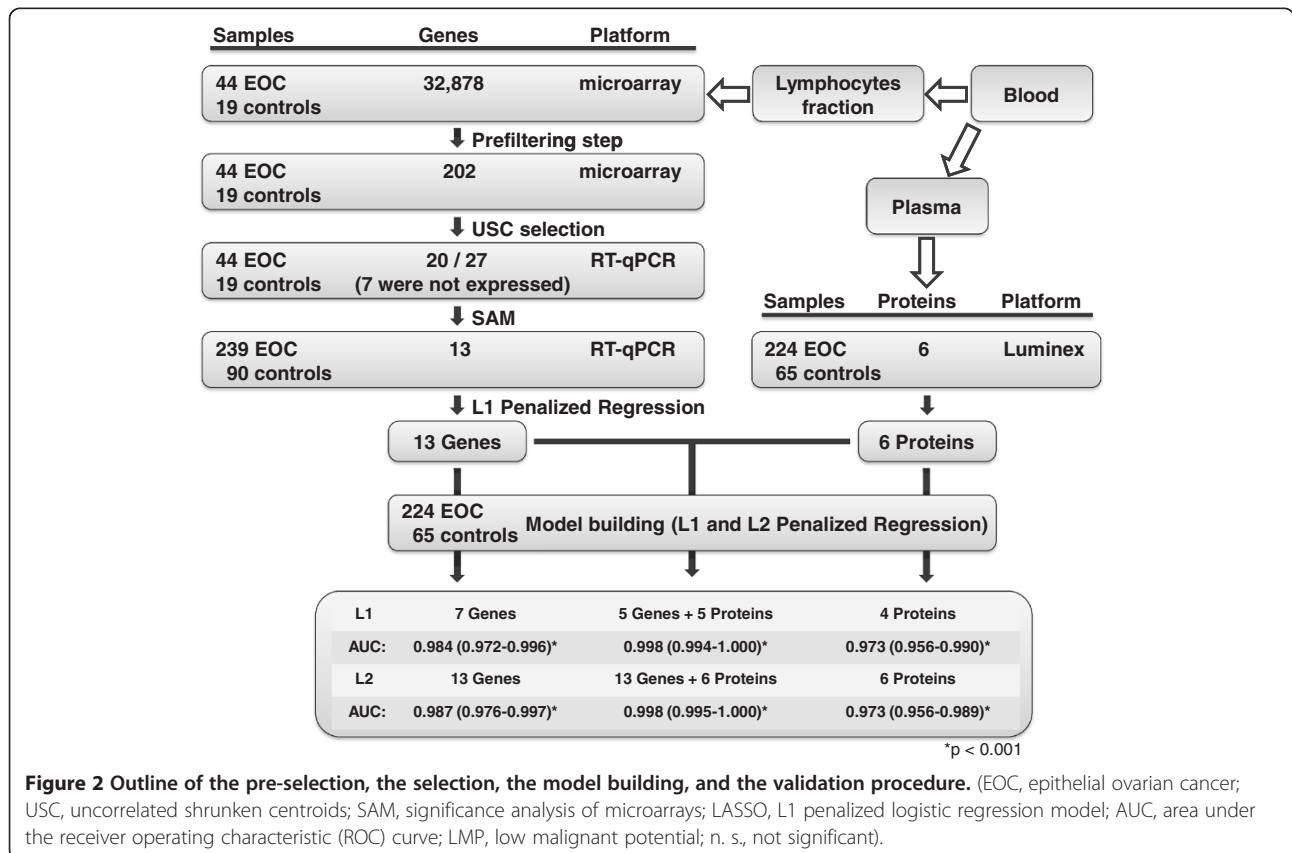 Samples Genes Platform
44 EOC 32,878 microarray
19 controls
Lymphocytes
fraction
Blood
Prefiltering step
44 EOC 202 microarray
19 controls
Plasma
USC selection
44 EOC 20 / 27 RT-qPCR
19 controls (7 were not expressed)
SAM
Samples Proteins Platform
239 EOC 13 RT-qPCR
90 controls
224 EOC 6 Luminex
65 controls
L1 Penalized Regression
13 Genes
6 Proteins
224 EOC
65 controls
Model building (L1 and L2 Penalized Regression)
L1 7 Genes 5 Genes + 5 Proteins 4 Proteins
AUC: 0.984 (0.972-0.996)* 0.998 (0.994-1.000)* 0.973 (0.956-0.990)*
L2 13 Genes 13 Genes + 6 Proteins 6 Proteins
AUC: 0.987 (0.976-0.997)* 0.998 (0.995-1.000)* 0.973 (0.956-0.989)*
*p < 0.001
Figure 2 Outline of the pre-selection, the selection, the model building, and the validation procedure. (EOC, epithelial ovarian cancer;
USC, uncorrelated shrunken centroids; SAM, significance analysis of microarrays; LASSO, L1 penalized logistic regression model; AUC, area under
the receiver operating characteristic (ROC) curve; LMP, low malignant potential; n. s., not significant).